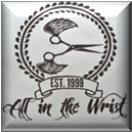 EST. 1999
All in the Wrist